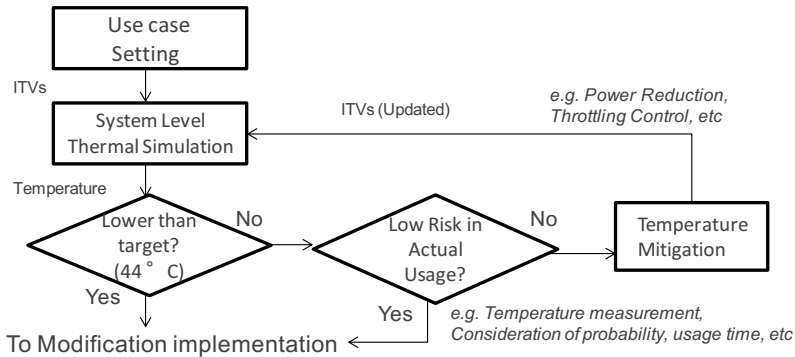 Use case
Setting
ITVs
e.g. Power Reduction,
Throttling Control, etc
ITVs (Updated)
System Level
Thermal Simulation
Temperature
Lower than
target?
(44° C)
No
Yes
Low Risk in
Actual
Usage?
No
Yes
Temperature
Mitigation
e.g. Temperature measurement,
Consideration of probability, usage time, etc
To Modification implementation